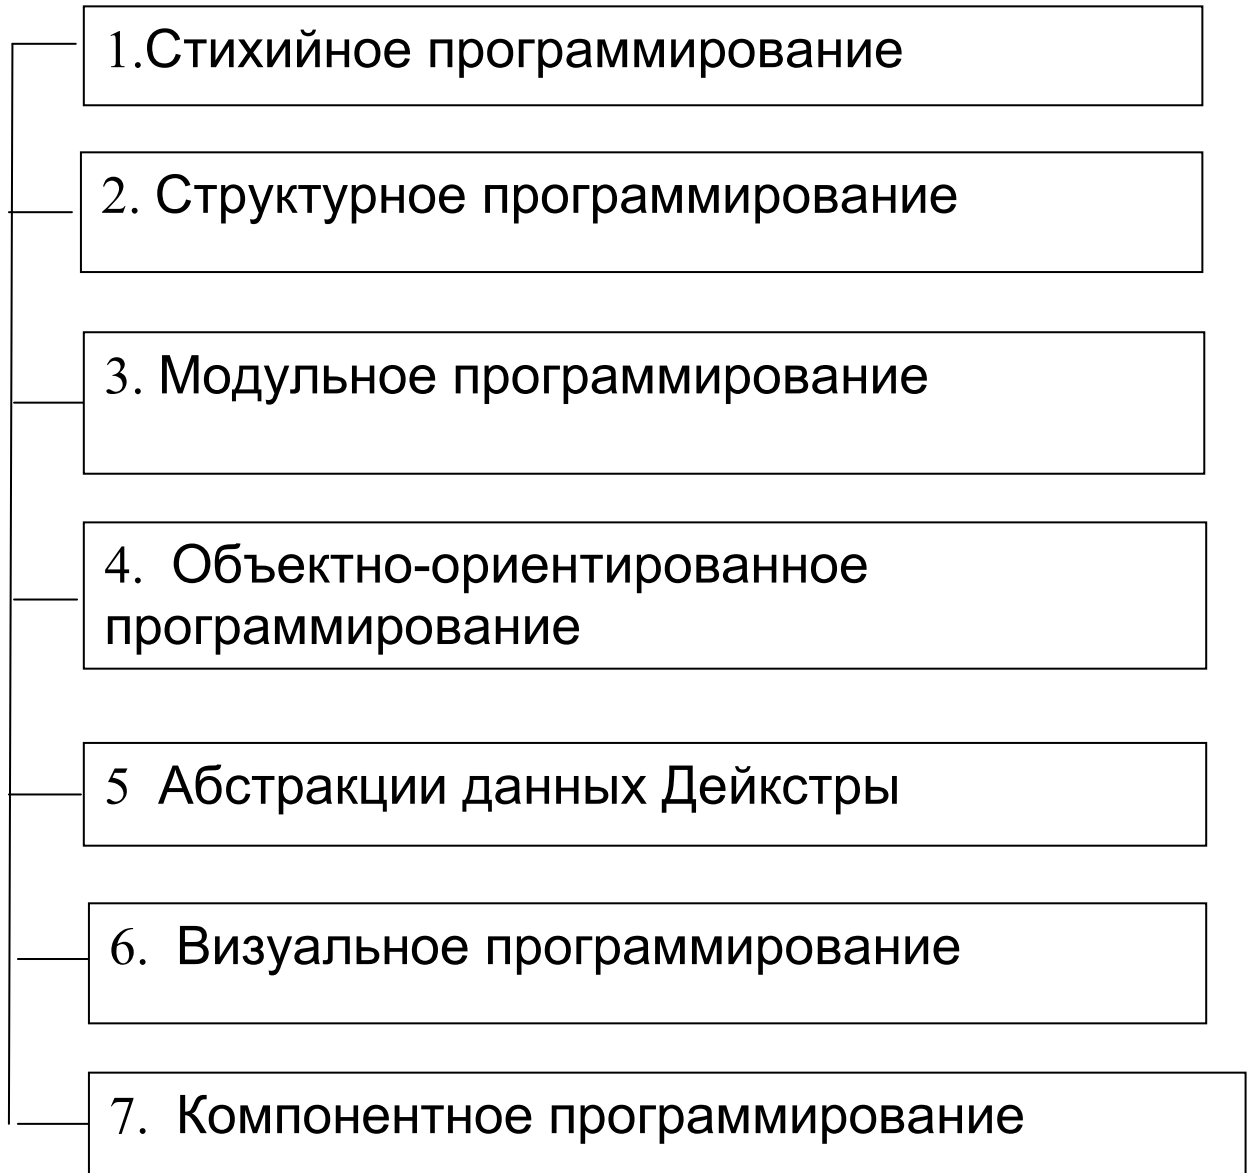 1.Стихийное программирование
2. Структурное программирование
3. Модульное программирование
4. Объектно-ориентированное
программирование
5 Абстракции данных Дейкстры
6. Визуальное программирование
7. Компонентное программирование